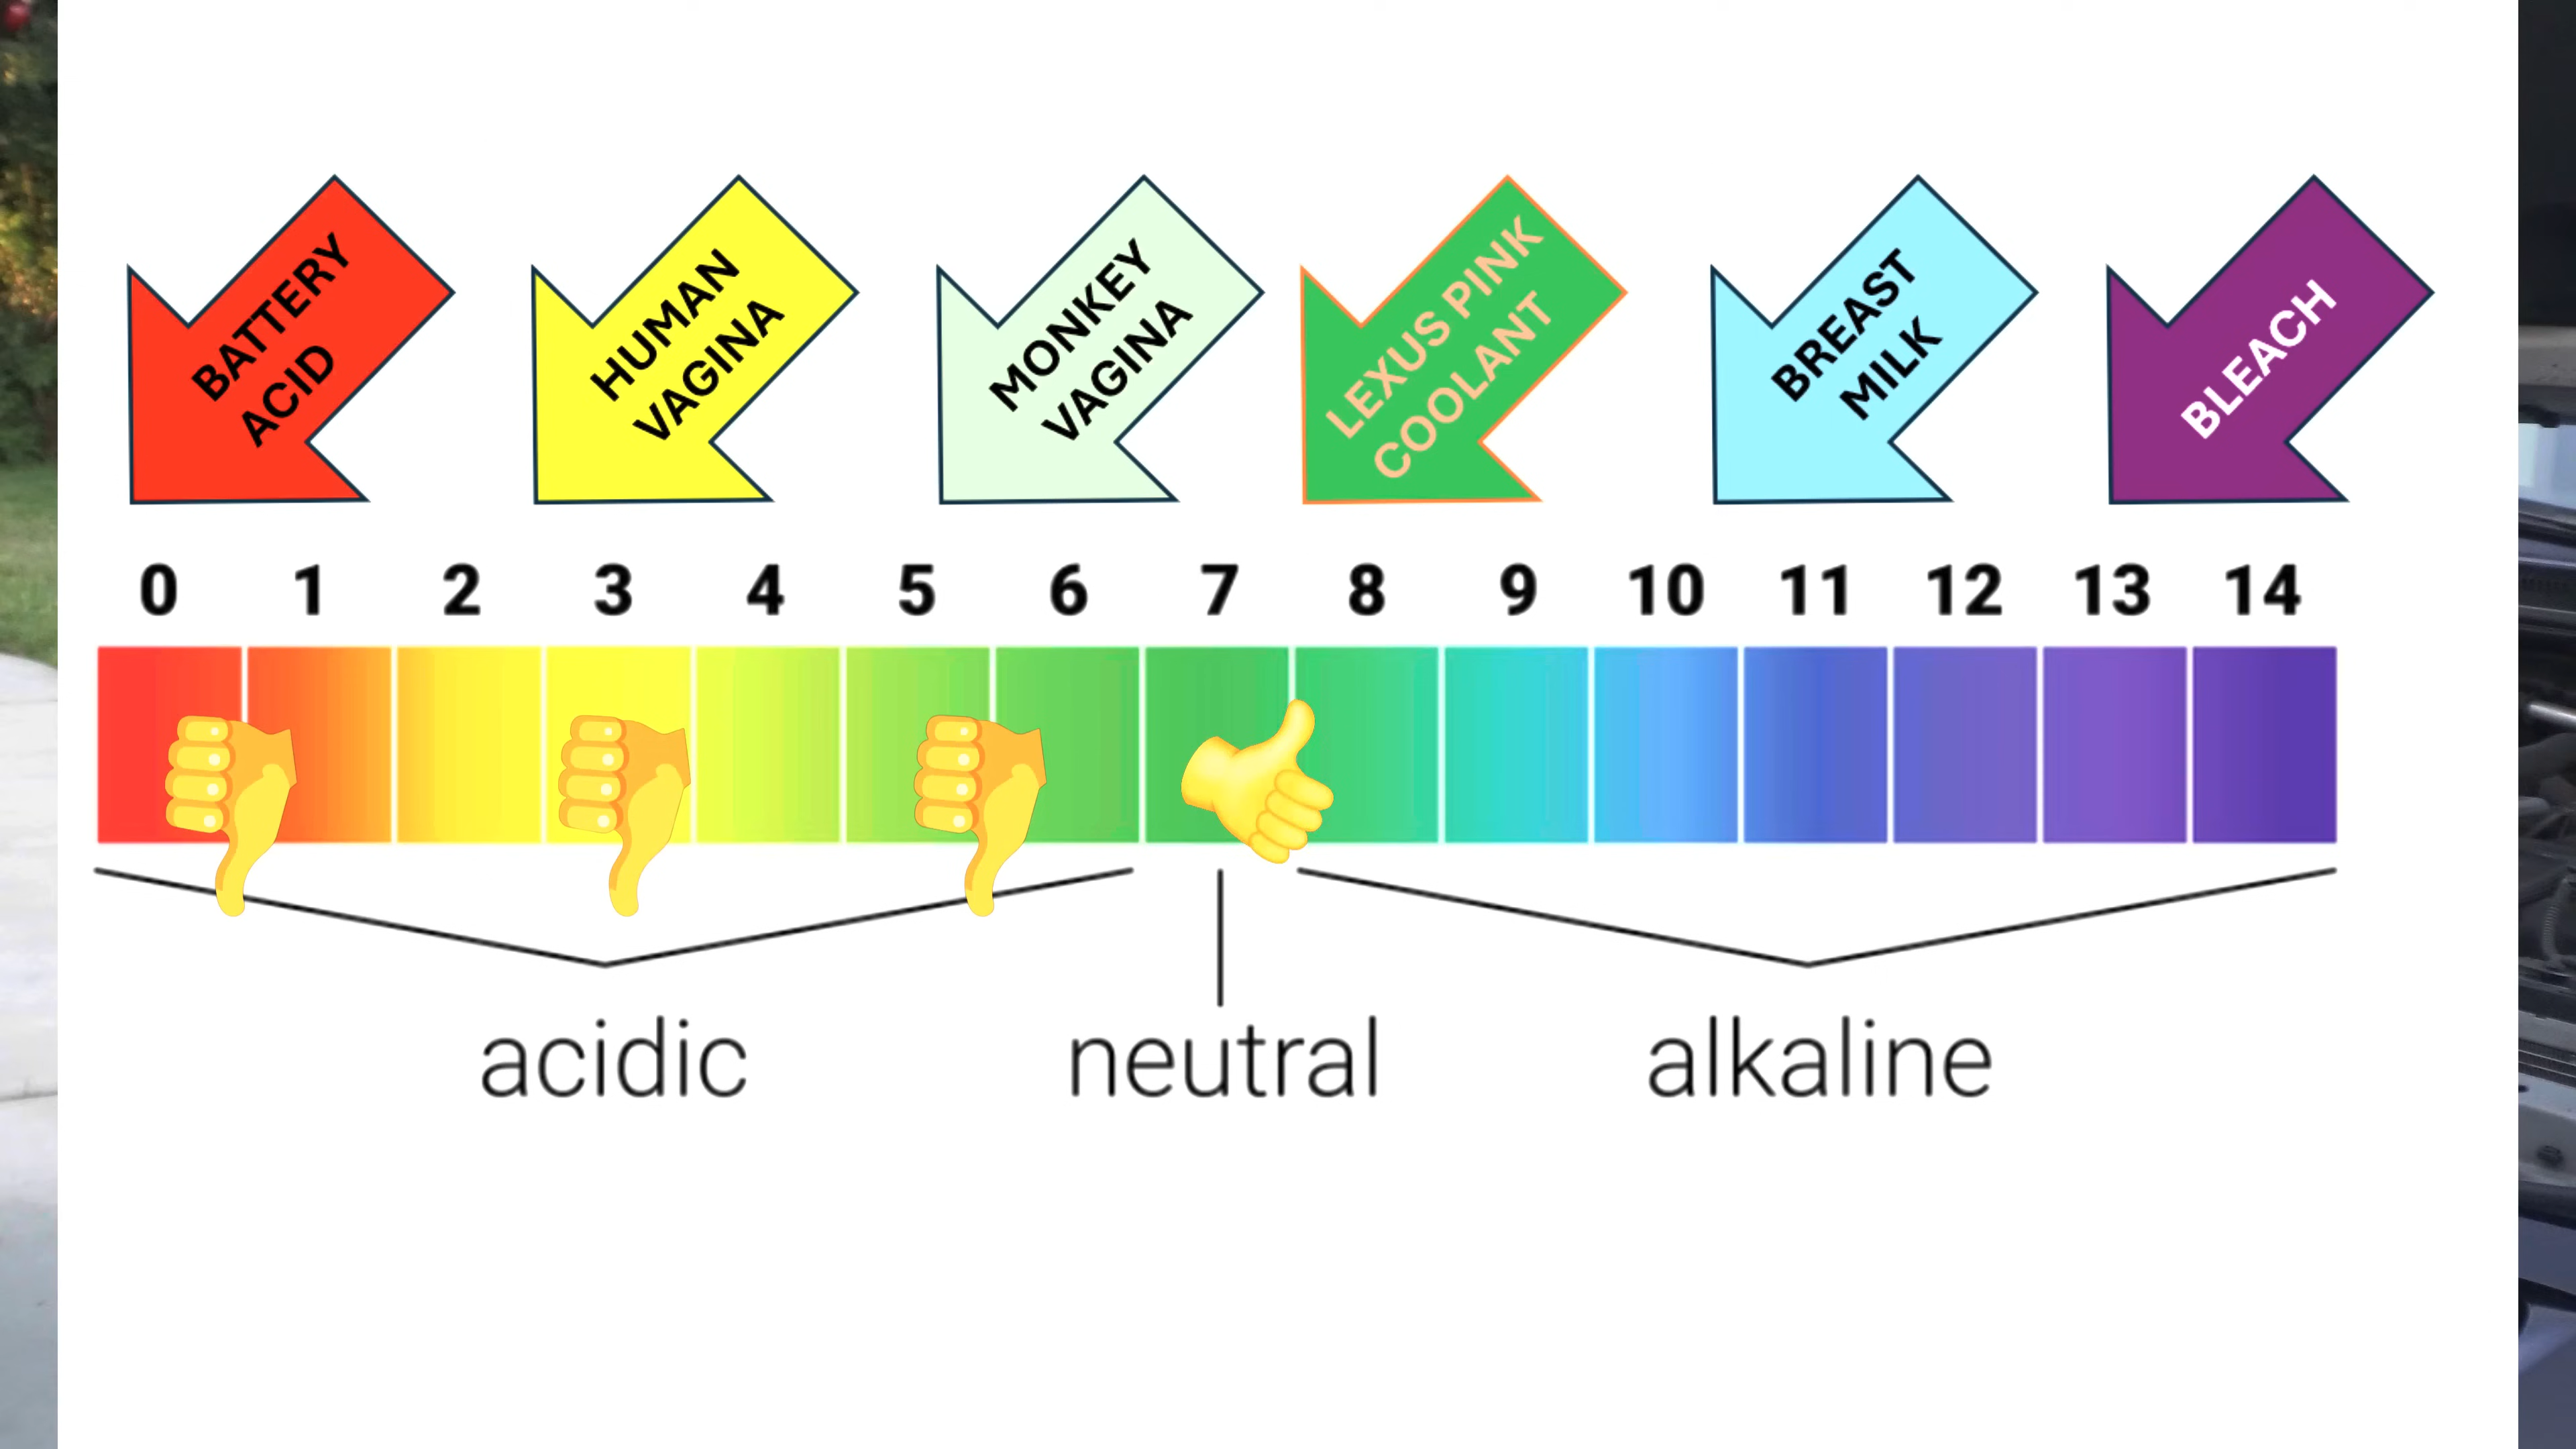 BATTERY
ACID
HUMAN
VAGINA
MONKEY
VAGINA
LEXUS PINK
COOLANT
BREAST
MILK
BLEACH
0 1 2 3 4 5 6 7 8 9 10 11 12 13 14
acidic neutral alkaline